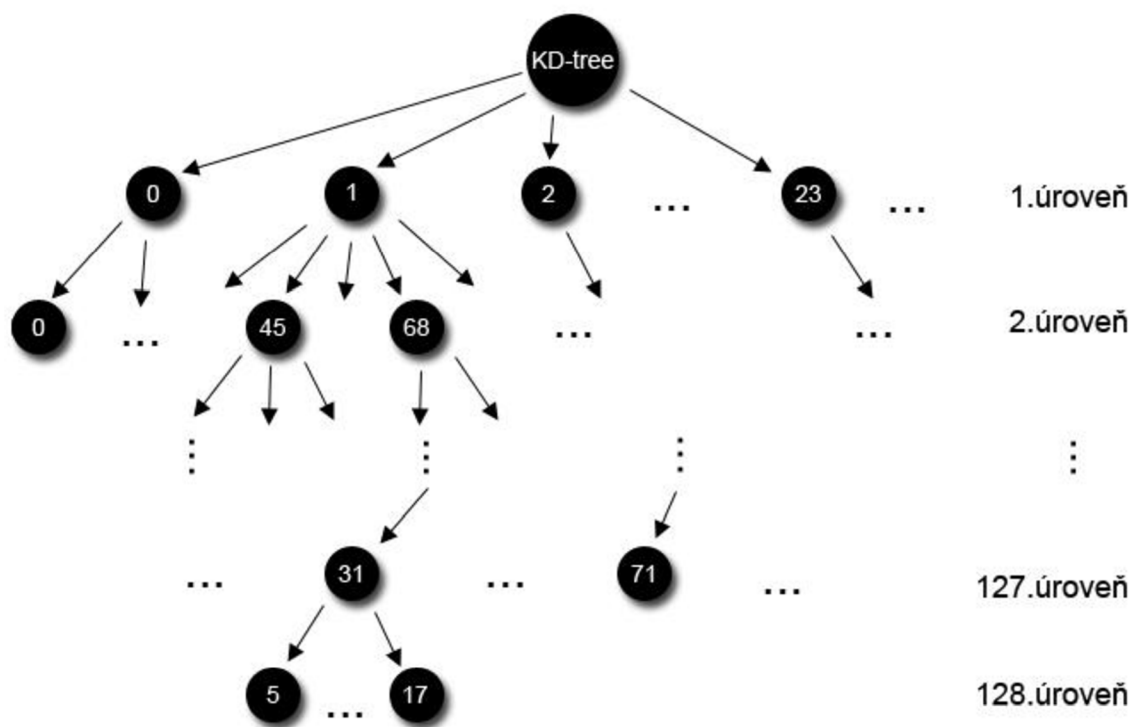 KD-tree
0 1 2 ... 23 ... 1.úroveň
0 ... 45 68 ... ... 2.úroveň
... 31 ... 71 ... 127.úroveň
5 ... 17 128.úroveň